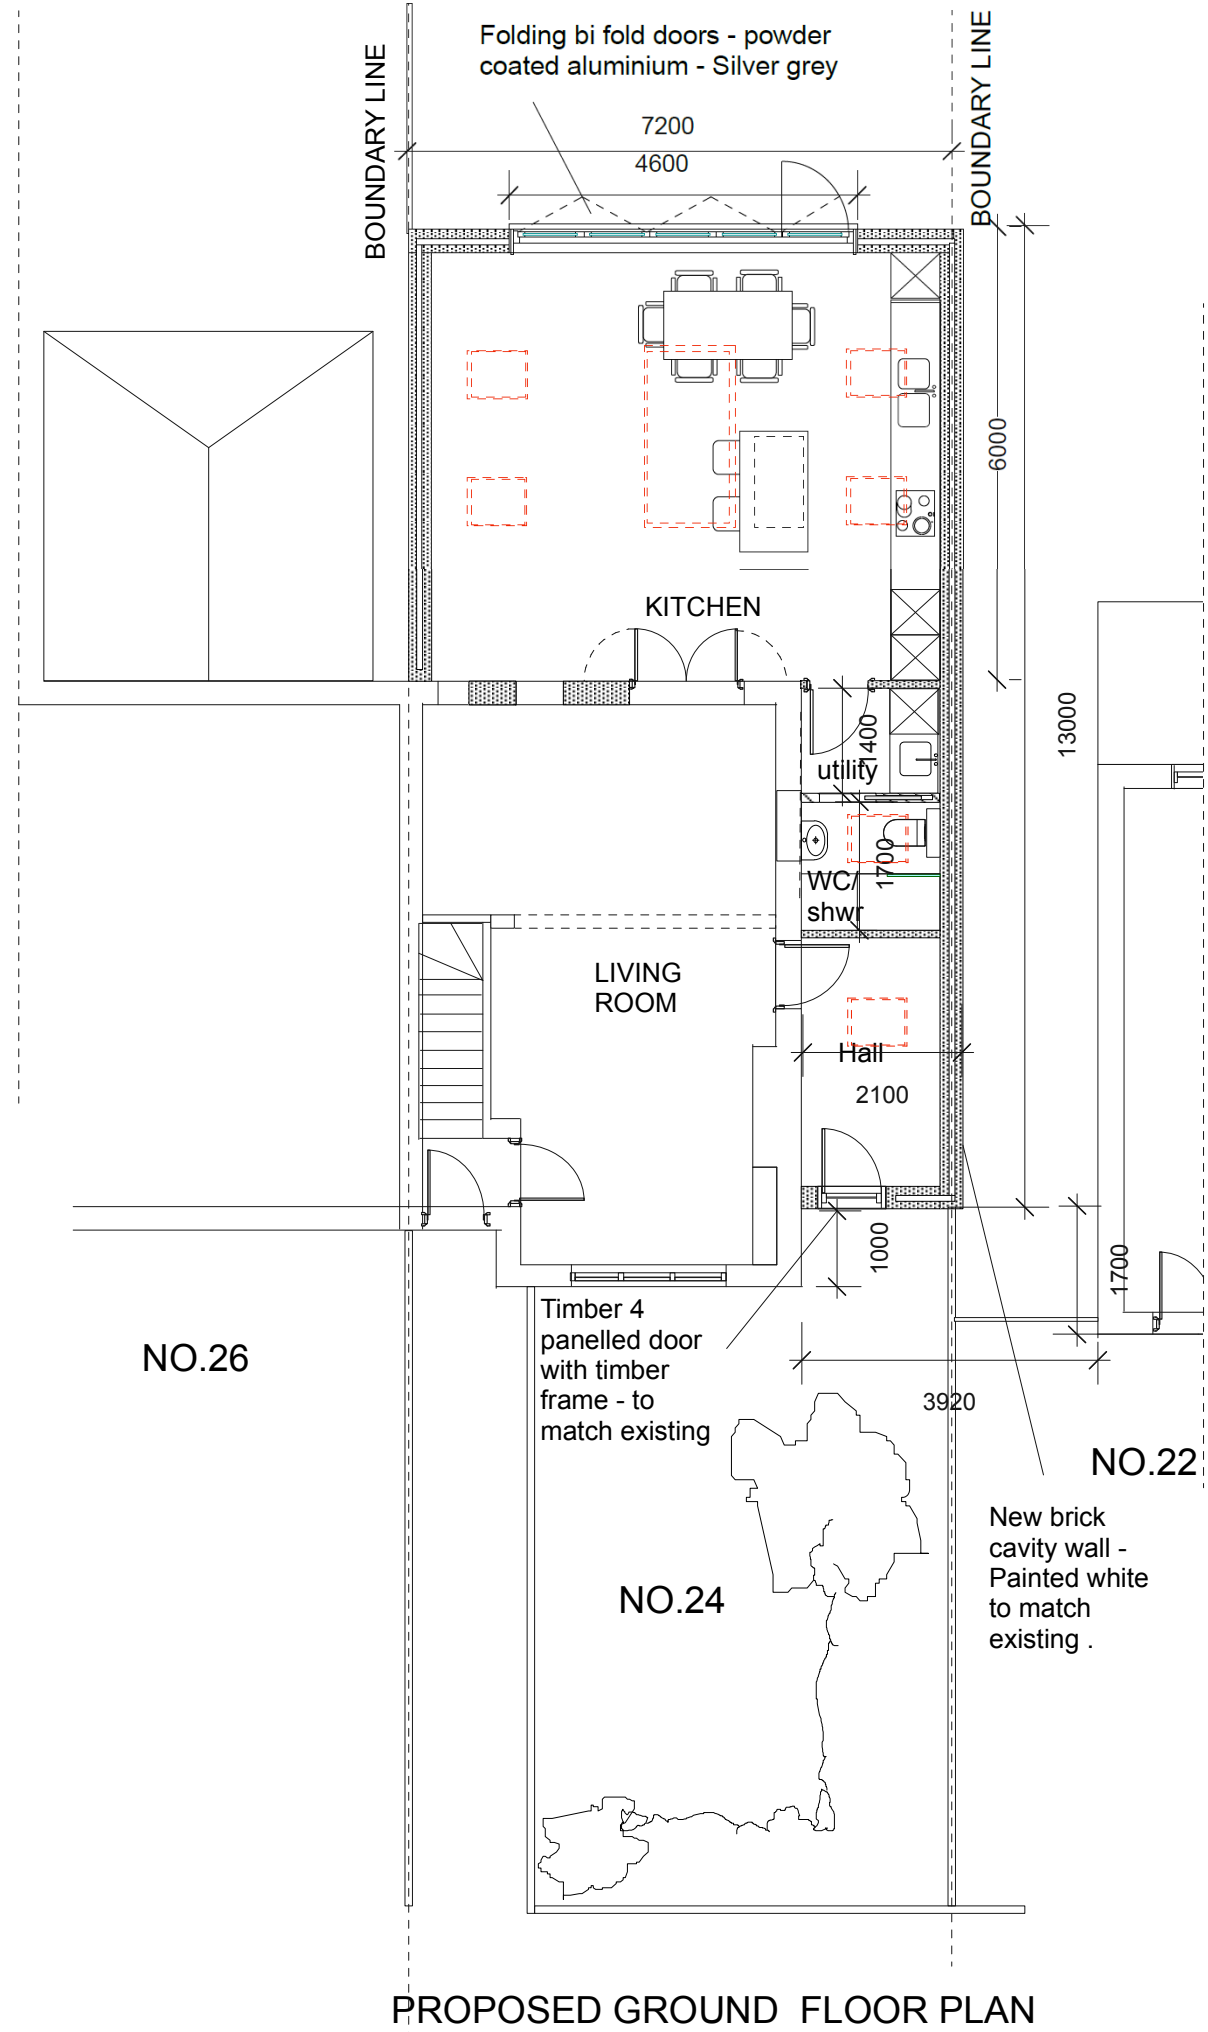 Folding bi fold doors - powder
coated aluminium - Silver grey
BOUNDARY LINE
BOUNDARY LINE
7200
4600
6000
KITCHEN
13000
1400
utility
1700
WC/
shwr
LIVING
ROOM
Hall
2100
1000
1700
Timber 4
panelled door
with timber
frame - to
match existing
NO.26
3920
NO.22
New brick
cavity wall -
Painted white
to match
existing .
NO.24
PROPOSED GROUND FLOOR PLAN